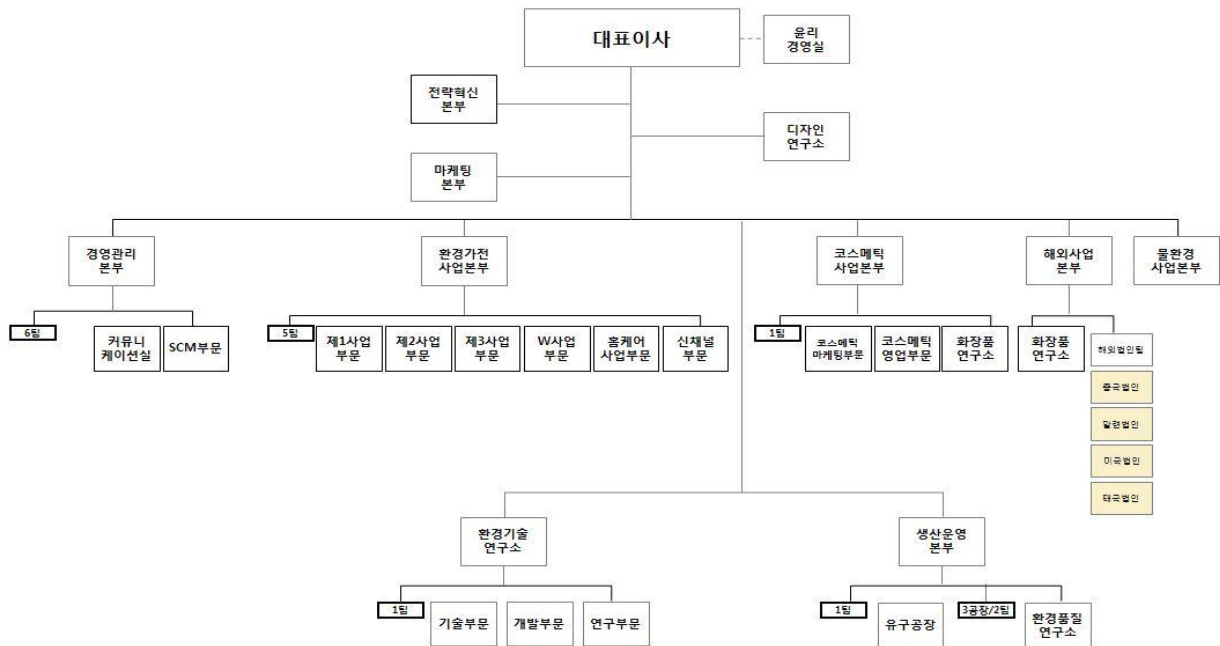 대표이사
윤리
경영실
전략혁신
본부
디자인
연구소
마케팅
본부
경영관리
본부
환경가전
사업본부
코스메틱
사업본부
해외사업
본부
물환경
사업본부
6팀
커뮤니
케이션실
SCM부문
5팀
제1사업
부문
제2사업
부문
제3사업
부문
W사업
부문
홈케어
사업부문
신채널
부문
1팀
코스메틱
마케팅부문
코스메틱
영업부문
화장품
연구소
화장품
연구소
해외법인팀
중국법인
말련법인
미국법인
태국법인
환경기술
연구소
생산운영
본부
1팀
기술부문
개발부문
연구부문
1팀
유구공장
3공장/2팀
환경품질
연구소